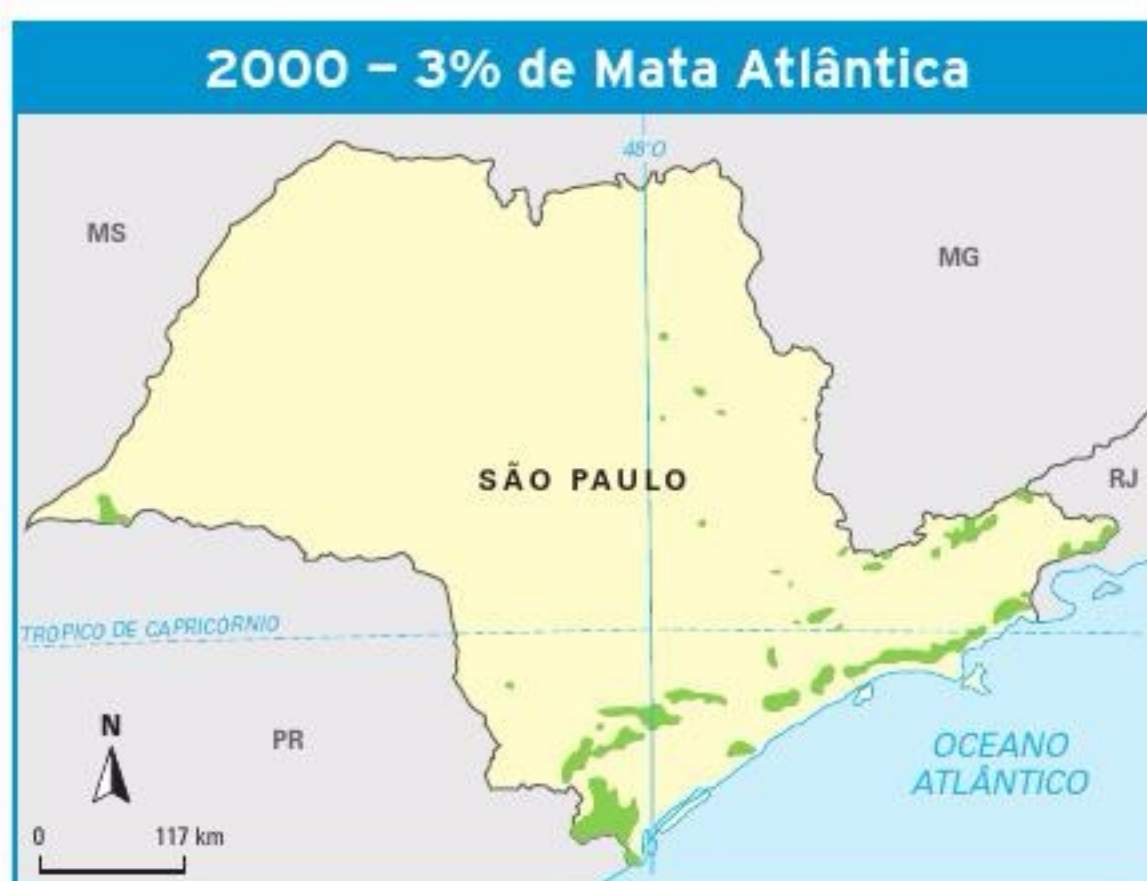 2000 – 3% de Mata Atlântica
48°O
MS
MG
SÃO PAULO
RJ
TRÓPICO DE CAPRICÓRNIO
N
PR
OCEANO
ATLÂNTICO
0 117 km